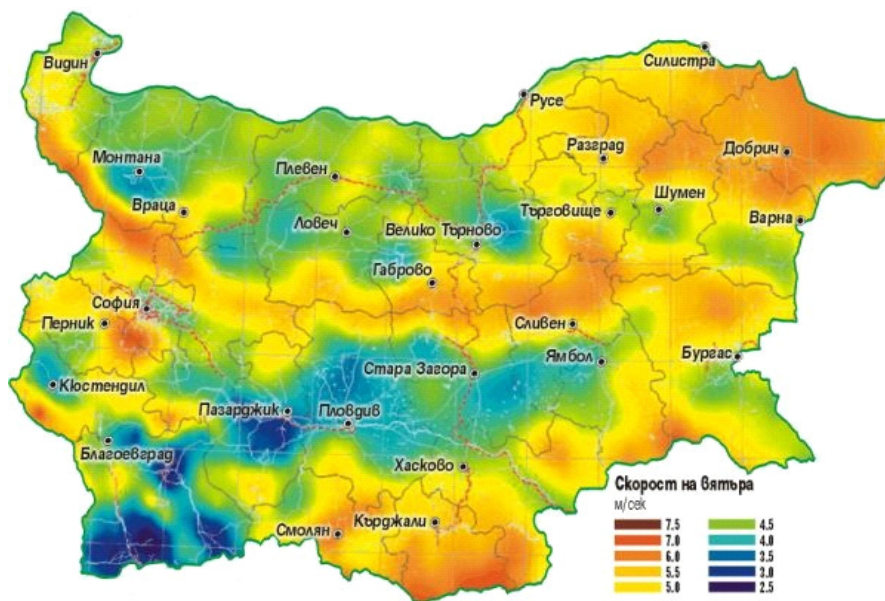 Видин
Силистра
Русе
Монтана
Плевен
Разград
Добрич
Враца
Ловеч
Велико Търново
Търговище
Шумен
Варна
Габрово
София
Перник
Сливен
Стара Загора
Ямбол
Бургас
Кюстендил
Пазарджик
Пловдив
Благоевград
Хасково
Смолян
Кърджали
Скорост на вятъра
м/сек
7.5 4.5
7.0 4.0
6.0 3.5
5.5 3.0
5.0 2.5